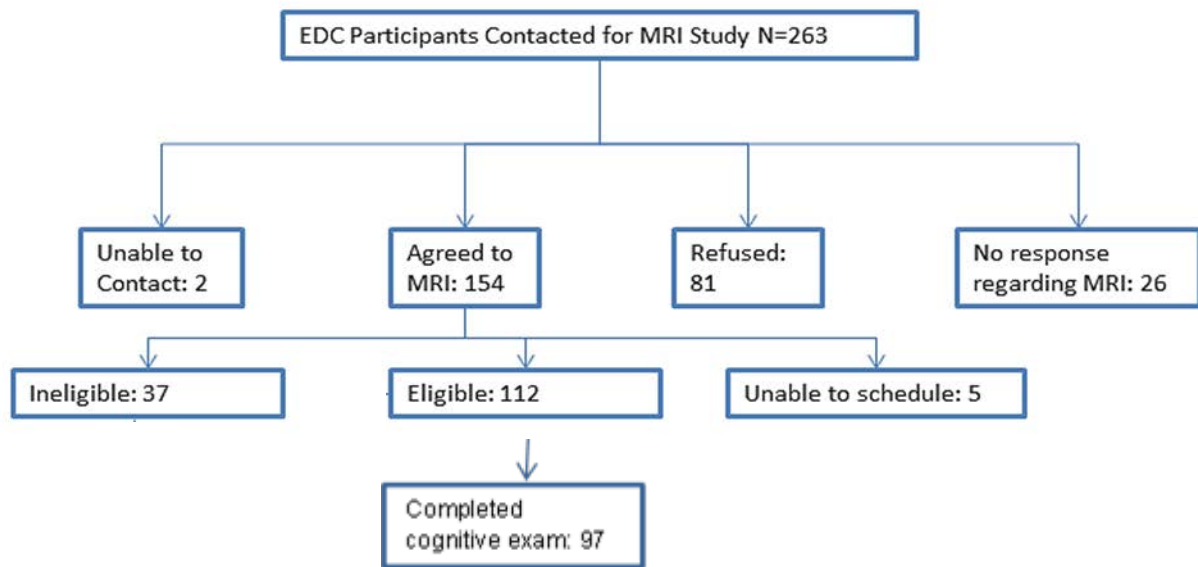 EDC Participants Contacted for MRI Study N=263
Unable to
Contact: 2
Agreed to
MRI: 154
Refused:
81
No response
regarding MRI: 26
Ineligible: 37
Eligible: 112
Unable to schedule: 5
Completed
cognitive exam: 97